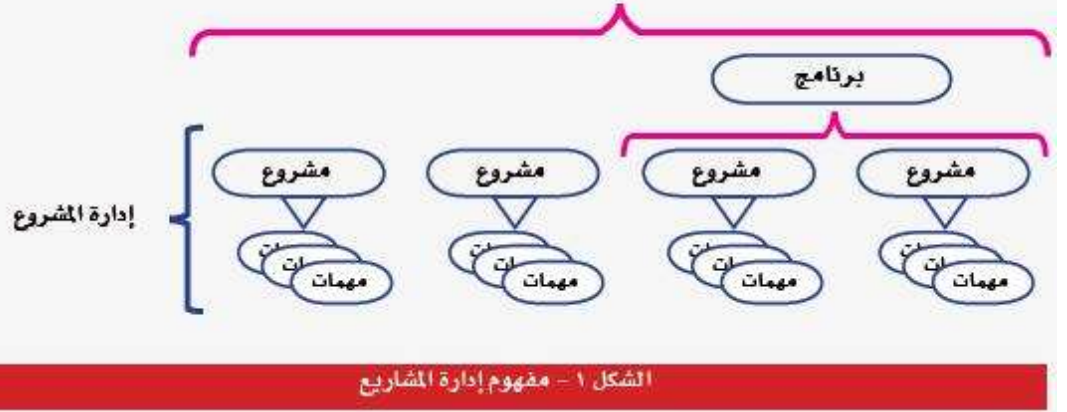 برنامج
مشروع
مشروع
مشروع
مشروع
إدارة المشروع
مهمات
مهمات
مهمات
مهمات
الشكل ١ - مفهوم إدارة المشاريع